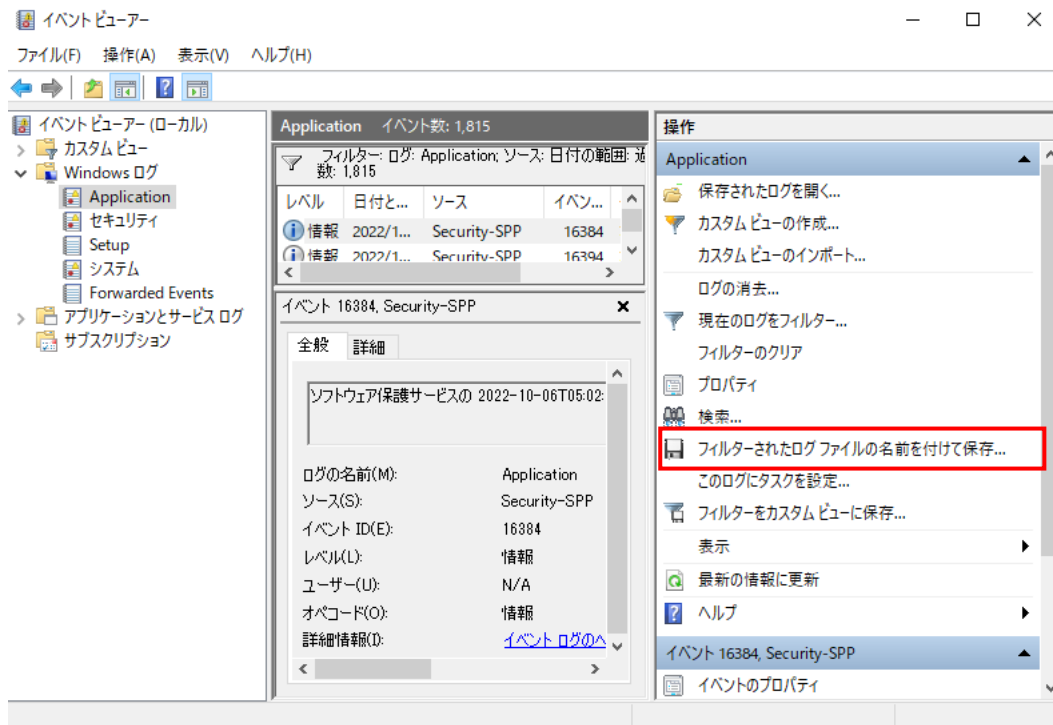 イベント ビューアー
ファイル(F) 操作(A) 表示(V) ヘルプ(H)
イベント ビューアー (ローカル)
カスタム ビュー
Windows ログ
Application
セキュリティ
Setup
システム
Forwarded Events
アプリケーションとサービス ログ
サブスクリプション
Application イベント数: 1,815
フィルター: ログ: Application; ソース: 日付の範囲: 過
数: 1,815
レベル 日付と... ソース イベン...
情報 2022/1... Security-SPP 16384
情報 2022/1... Security-SPP 16394
イベント 16384, Security-SPP
全般 詳細
ソフトウェア保護サービスの 2022-10-06T05:02:
ログの名前(M): Application
ソース(S): Security-SPP
イベント ID(E): 16384
レベル(L): 情報
ユーザー(U): N/A
オペコード(O): 情報
詳細情報(I): イベント ログのヘ
操作
Application
保存されたログを開く...
カスタム ビューの作成...
カスタム ビューのインポート...
ログの消去...
現在のログをフィルター...
フィルターのクリア
プロパティ
検索...
フィルターされたログ ファイルの名前を付けて保存...
このログにタスクを設定...
フィルターをカスタム ビューに保存...
表示
最新の情報に更新
ヘルプ
イベント 16384, Security-SPP
イベントのプロパティ